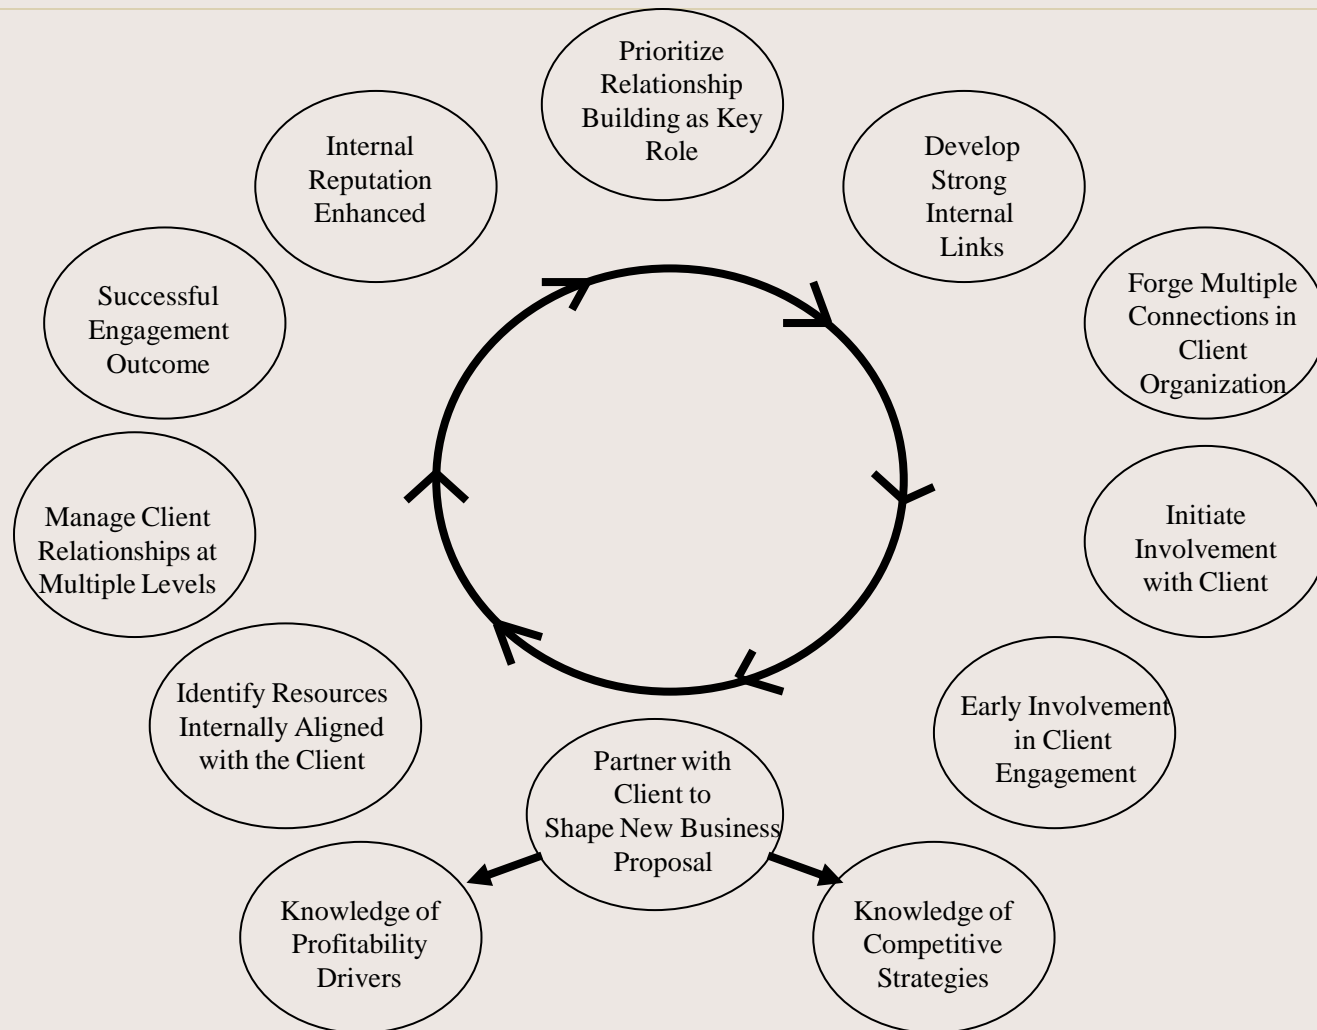 Prioritize
Relationship
Building as Key
Role
Develop
Strong
Internal
Links
Forge Multiple
Connections in
Client
Organization
Initiate
Involvement
with Client
Early Involvement
in Client
Engagement
Partner with
Client to
Shape New Business
Proposal
Knowledge of
Competitive
Strategies
Knowledge of
Profitability
Drivers
Identify Resources
Internally Aligned
with the Client
Manage Client
Relationships at
Multiple Levels
Successful
Engagement
Outcome
Internal
Reputation
Enhanced